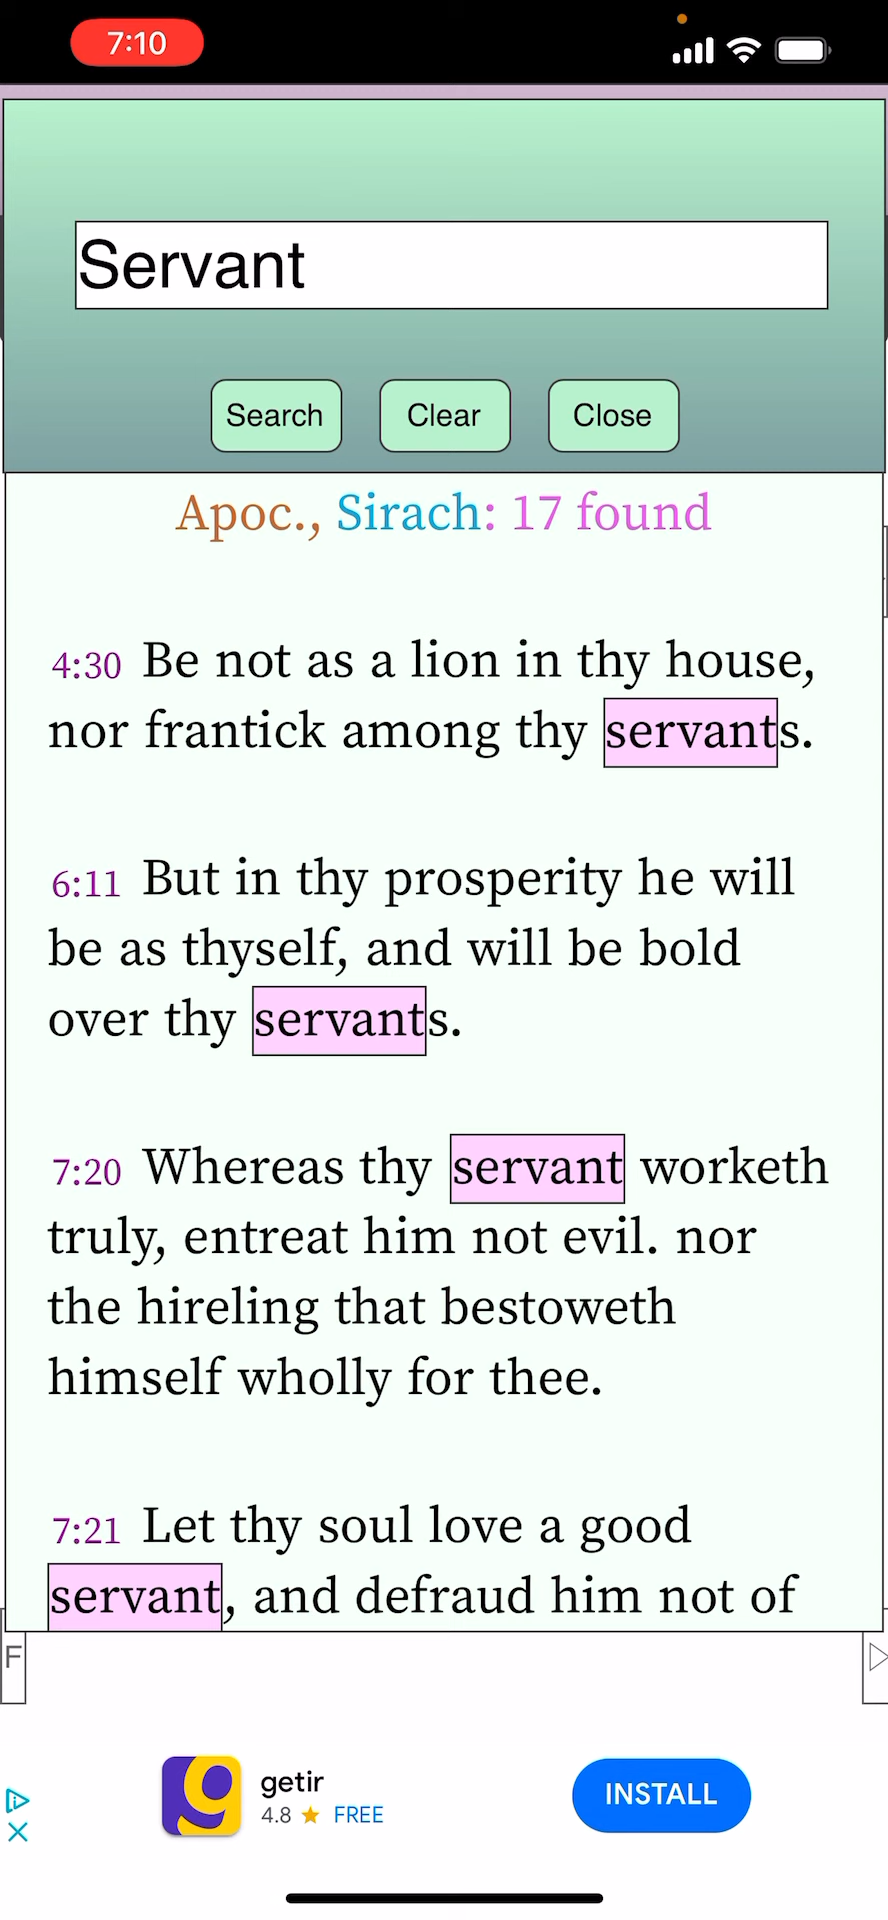 7:10
Servant
Search Clear Close
Apoc., Sirach: 17 found
4:30 Be not as a lion in thy house,
nor frantick among thy servants.
6:11 But in thy prosperity he will
be as thyself, and will be bold
over thy servants.
7:20 Whereas thy servant worketh
truly, entreat him not evil. nor
the hireling that bestoweth
himself wholly for thee.
7:21 Let thy soul love a good
servant, and defraud him not of
F
getir
4.8 ★ FREE
INSTALL